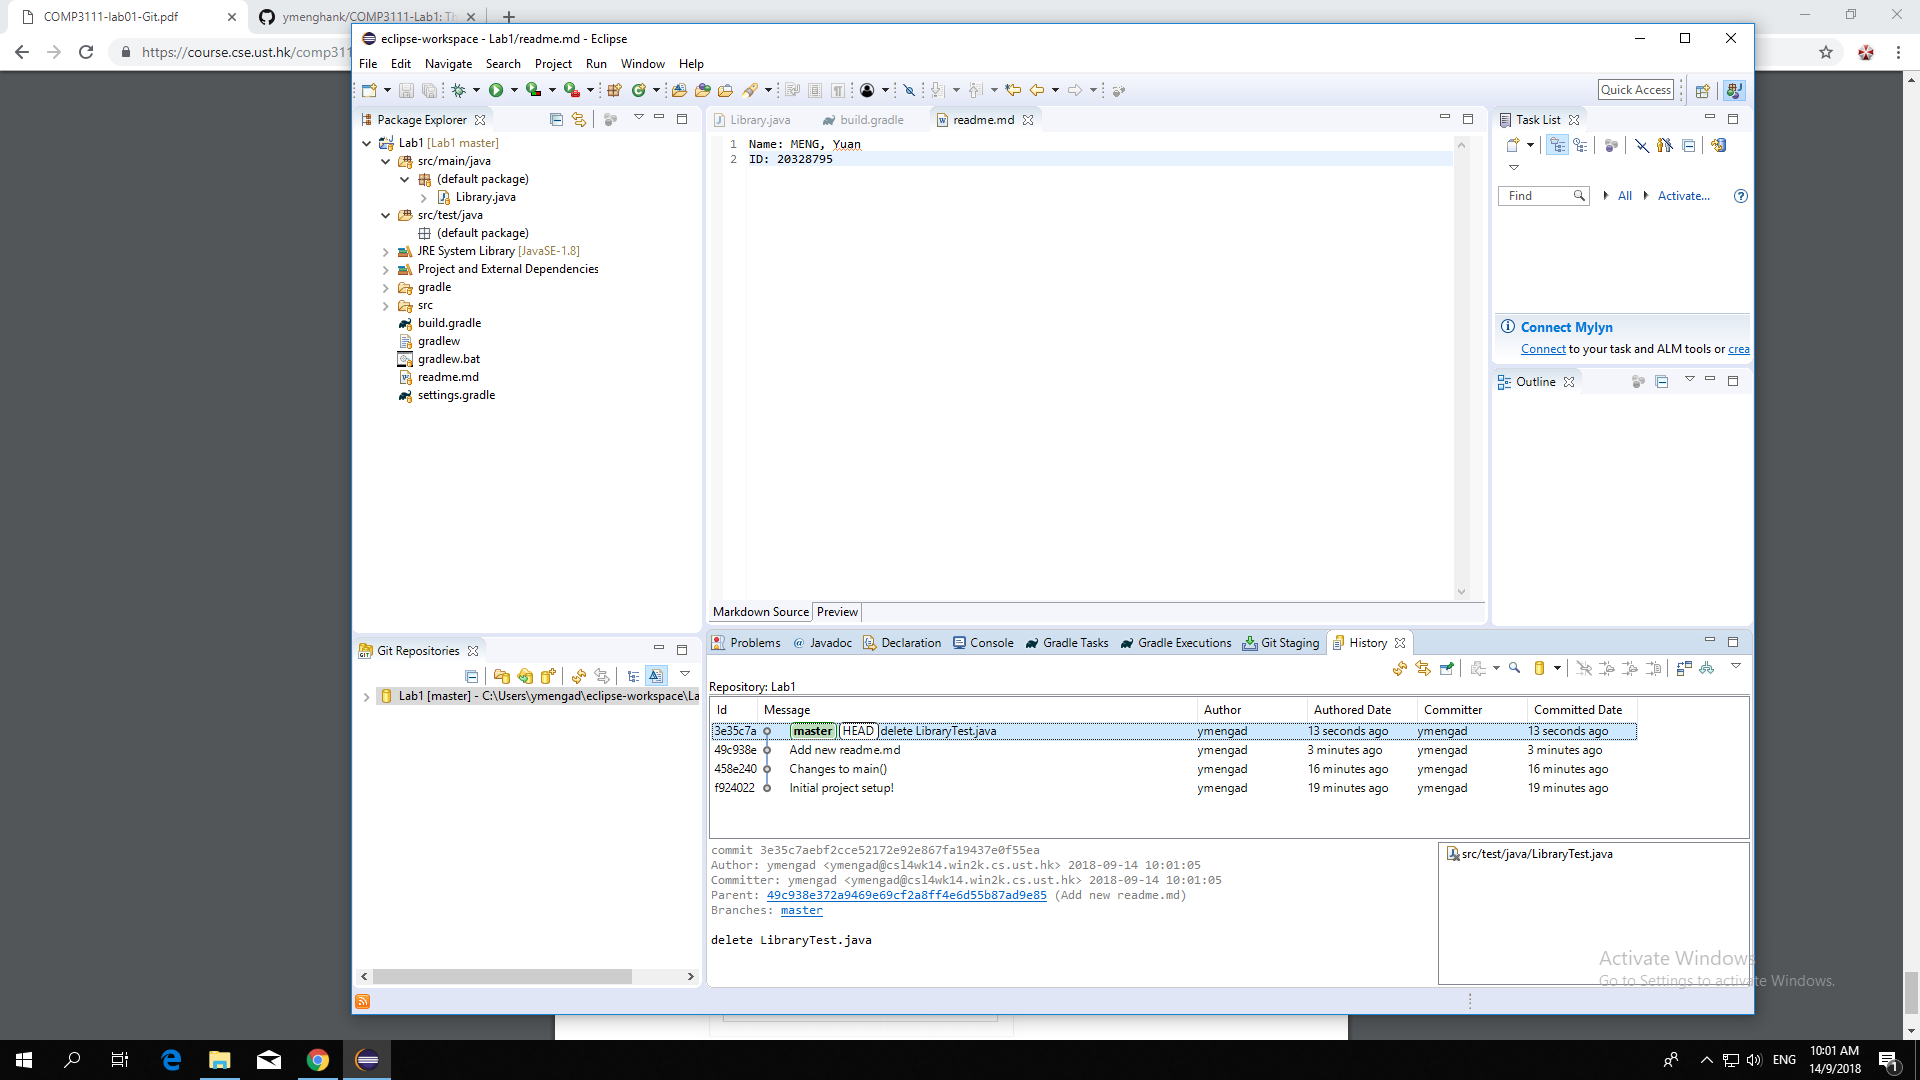 COMP3111-lab01-Git.pdf
ymenghank/COMP3111-Lab1: Th
https://course.cse.ust.hk/comp311
eclipse-workspace - Lab1/readme.md - Eclipse
File Edit Navigate Search Project Run Window Help
Quick Access
Package Explorer
Lab1 [Lab1 master]
src/main/java
(default package)
Library.java
src/test/java
(default package)
JRE System Library [JavaSE-1.8]
Project and External Dependencies
gradle
src
build.gradle
gradlew
gradlew.bat
readme.md
settings.gradle
Library.java build.gradle readme.md
1 Name: MENG, Yuan
2 ID: 20328795
Markdown Source Preview
Task List
Find All Activate...
Connect Mylyn
Connect to your task and ALM tools or crea
Outline
Git Repositories
Lab1 [master] - C:\Users\ymengad\eclipse-workspace\La
Problems @ Javadoc Declaration Console Gradle Tasks Gradle Executions Git Staging History
Repository: Lab1
Id Message Author Authored Date Committer Committed Date
3e35c7a master HEAD delete LibraryTest.java ymengad 13 seconds ago ymengad 13 seconds ago
49c938e Add new readme.md ymengad 3 minutes ago ymengad 3 minutes ago
458e240 Changes to main() ymengad 16 minutes ago ymengad 16 minutes ago
f924022 Initial project setup! ymengad 19 minutes ago ymengad 19 minutes ago
commit 3e35c7aebf2cce52172e92e867fa19437e0f55ea
Author: ymengad <ymengad@csl4wk14.win2k.cs.ust.hk> 2018-09-14 10:01:05
Committer: ymengad <ymengad@csl4wk14.win2k.cs.ust.hk> 2018-09-14 10:01:05
Parent: 49c938e372a9469e69cf2a8ff4e6d55b87ad9e85 (Add new readme.md)
Branches: master
delete LibraryTest.java
src/test/java/LibraryTest.java
Activate Windows
Go to Settings to activate Windows.
ENG
10:01 AM
14/9/2018
1